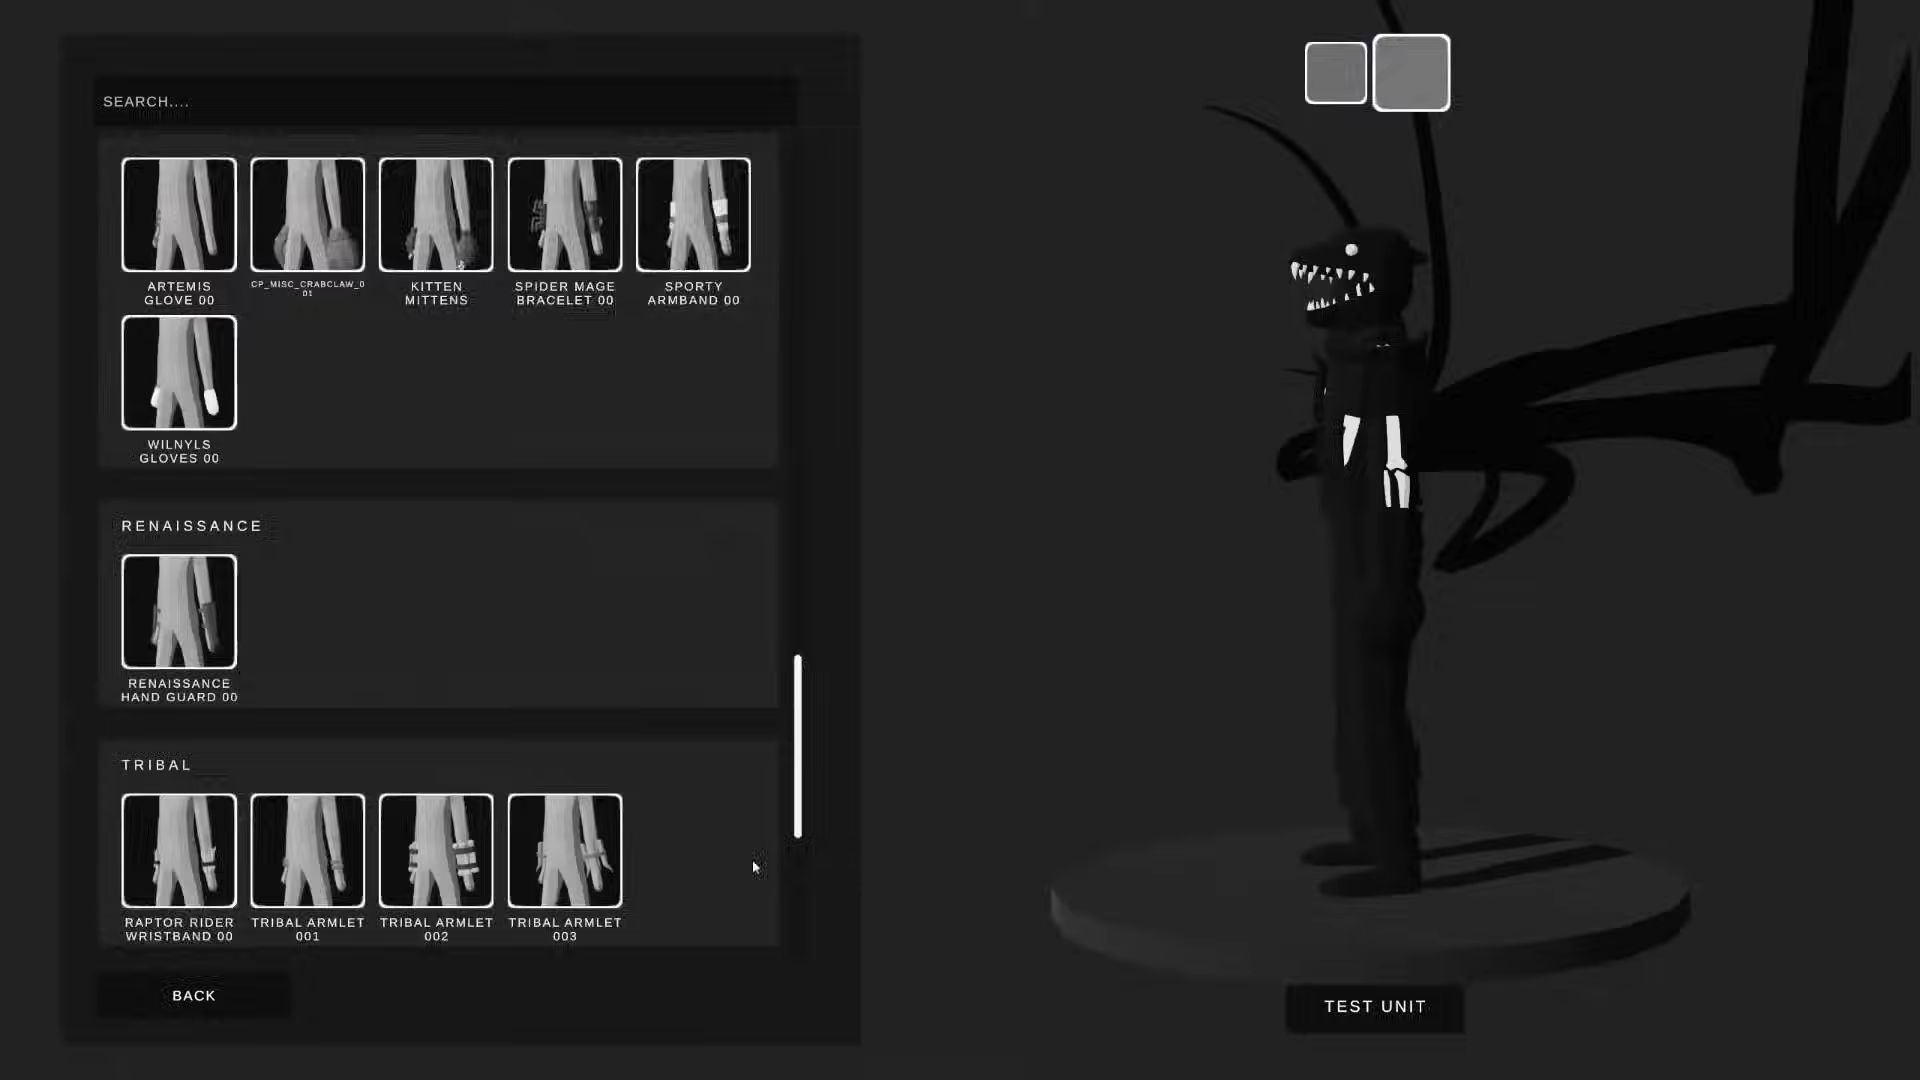 SEARCH....
ARTEMIS
GLOVE 00
CP_MISC_CRABCLAW_0
01
KITTEN
MITTENS
SPIDER MAGE
BRACELET 00
SPORTY
ARMBAND 00
WILNYLS
GLOVES 00
RENAISSANCE
RENAISSANCE
HAND GUARD 00
TRIBAL
RAPTOR RIDER
WRISTBAND 00
TRIBAL ARMLET
001
TRIBAL ARMLET
002
TRIBAL ARMLET
003
BACK
TEST UNIT